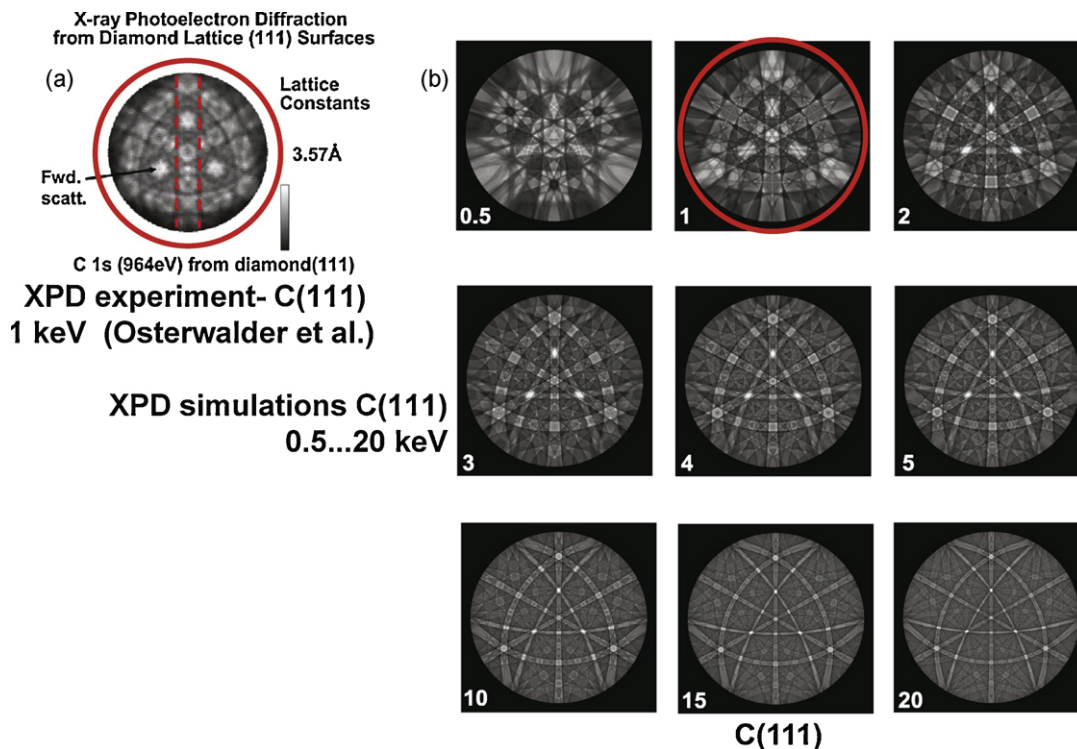 X-ray Photoelectron Diffraction
from Diamond Lattice (111) Surfaces
(a)
Lattice
Constants
3.57Å
Fwd.
scatt.
C 1s (964eV) from diamond(111)
XPD experiment- C(111)
1 keV (Osterwalder et al.)
XPD simulations C(111)
0.5...20 keV
(b)
0.5
1
2
3
4
5
10
15
20
C(111)